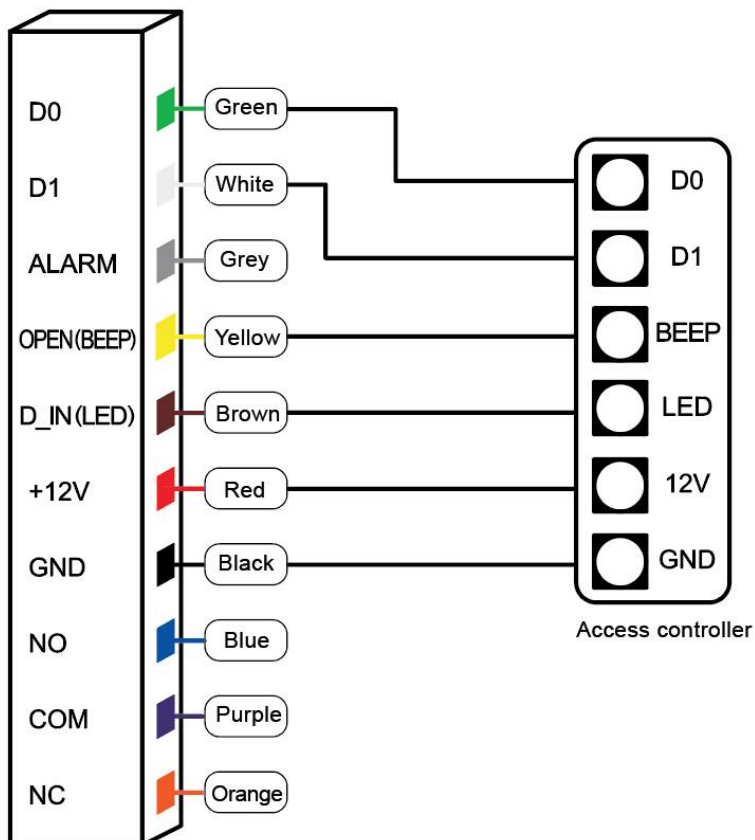 D0
Green
D1
White
ALARM
Grey
OPEN(BEEP)
Yellow
D_IN(LED)
Brown
+12V
Red
GND
Black
NO
Blue
COM
Purple
NC
Orange
D0
D1
BEEP
LED
12V
GND
Access controller